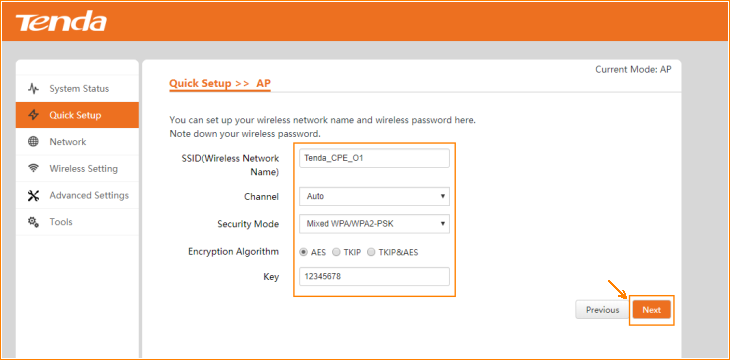 Tenda
Current Mode: AP
System Status
Quick Setup
Network
Wireless Setting
Advanced Settings
Tools
Quick Setup >> AP
You can set up your wireless network name and wireless password here.
Note down your wireless password.
SSID(Wireless Network
Name)
Tenda_CPE_O1
Channel
Auto
Security Mode
Mixed WPA/WPA2-PSK
Encryption Algorithm
AES TKIP TKIP&AES
Key
12345678
Previous
Next